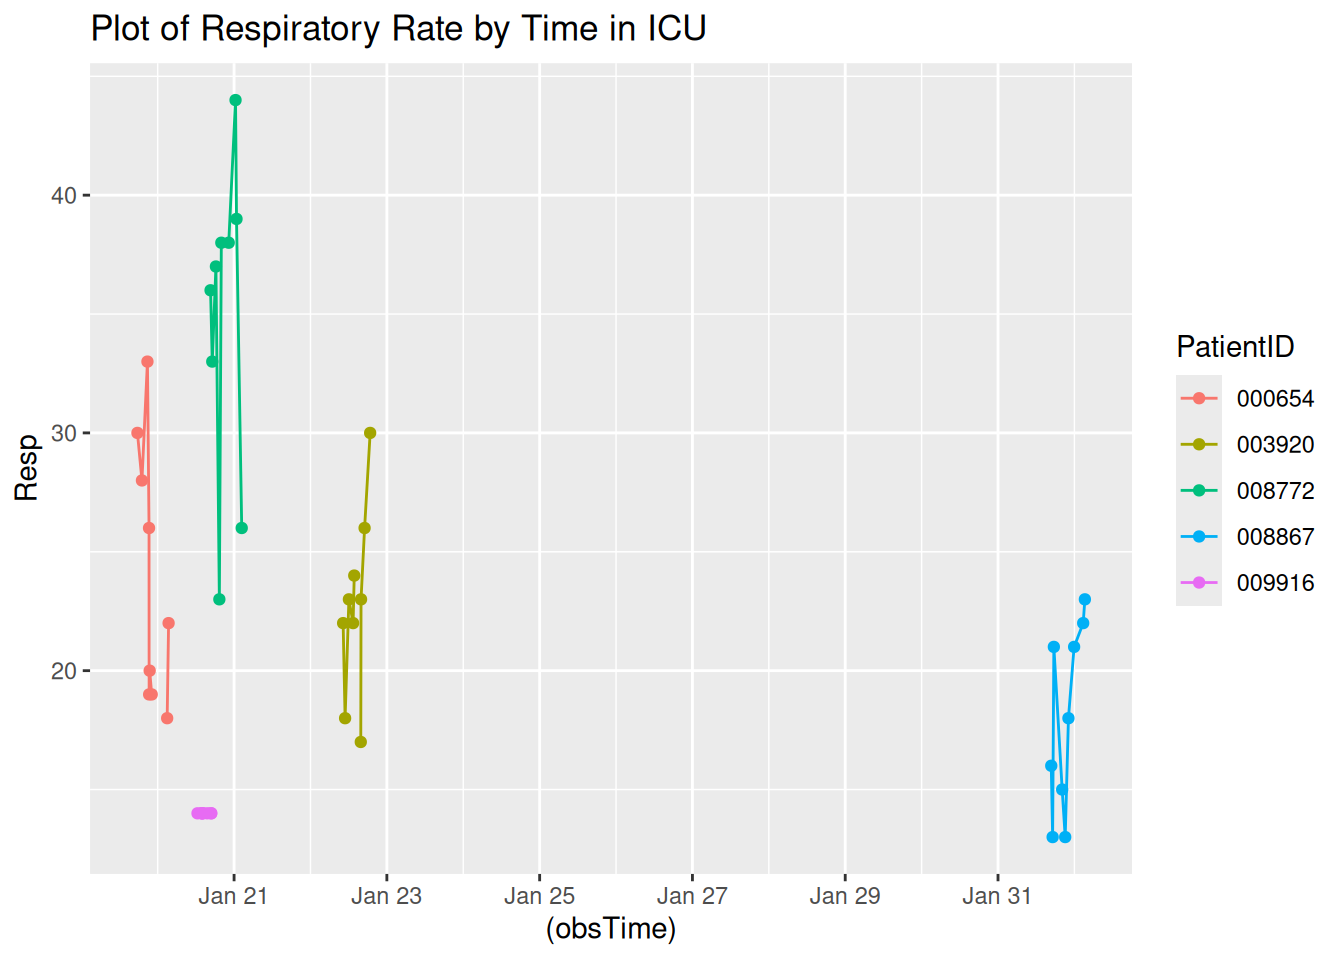 Plot of Respiratory Rate by Time in ICU
Resp
40
30
20
Jan 21 Jan 23 Jan 25 Jan 27 Jan 29 Jan 31
(obsTime)
PatientID
000654
003920
008772
008867
009916